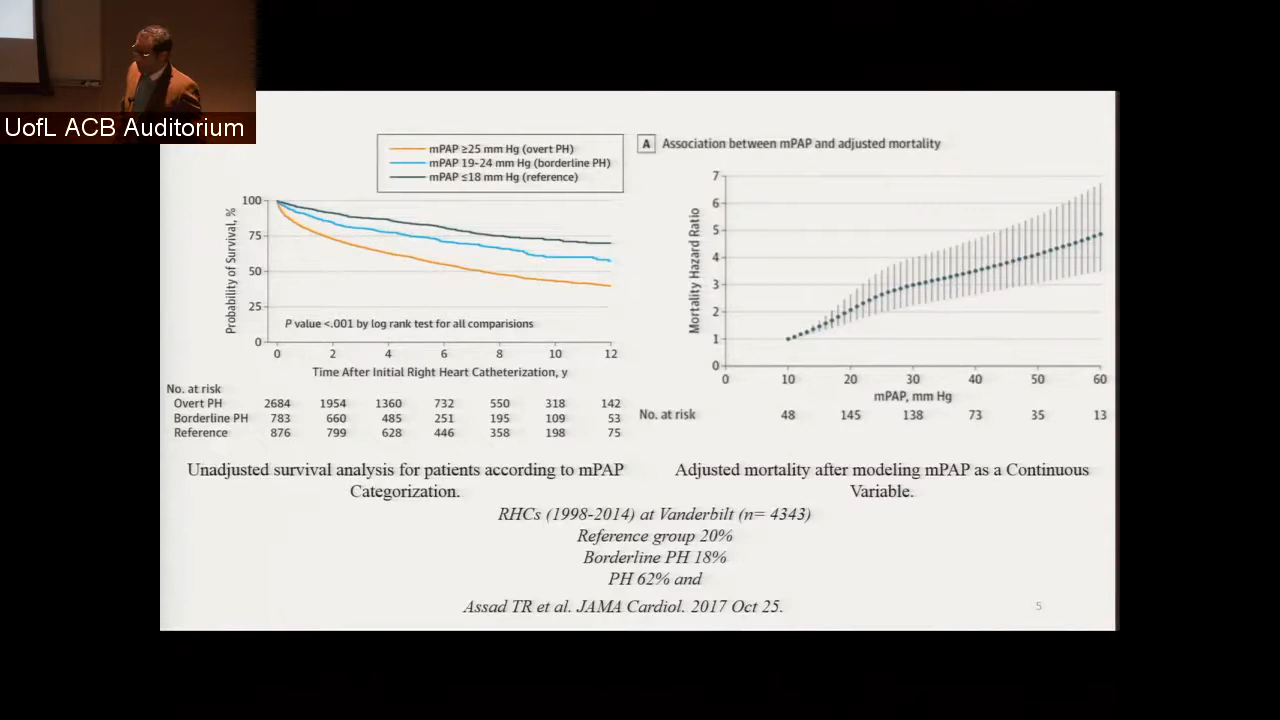 UofL ACB Auditorium
mPAP ≥25 mm Hg (overt PH)
mPAP 19-24 mm Hg (borderline PH)
mPAP ≤18 mm Hg (reference)
Probability of Survival, %
100
75
50
25
0
P value <.001 by log rank test for all comparisions
0 2 4 6 8 10 12
Time After Initial Right Heart Catheterization, y
No. at risk
Overt PH 2684 1954 1360 732 550 318 142
Borderline PH 783 660 485 251 195 109 53
Reference 876 799 628 446 358 198 75
A Association between mPAP and adjusted mortality
Mortality Hazard Ratio
7
6
5
4
3
2
1
0
0 10 20 30 40 50 60
mPAP, mm Hg
No. at risk 48 145 138 73 35 13
Unadjusted survival analysis for patients according to mPAP
Categorization.
Adjusted mortality after modeling mPAP as a Continuous
Variable.
RHCs (1998-2014) at Vanderbilt (n= 4343)
Reference group 20%
Borderline PH 18%
PH 62% and
Assad TR et al. JAMA Cardiol. 2017 Oct 25.
5